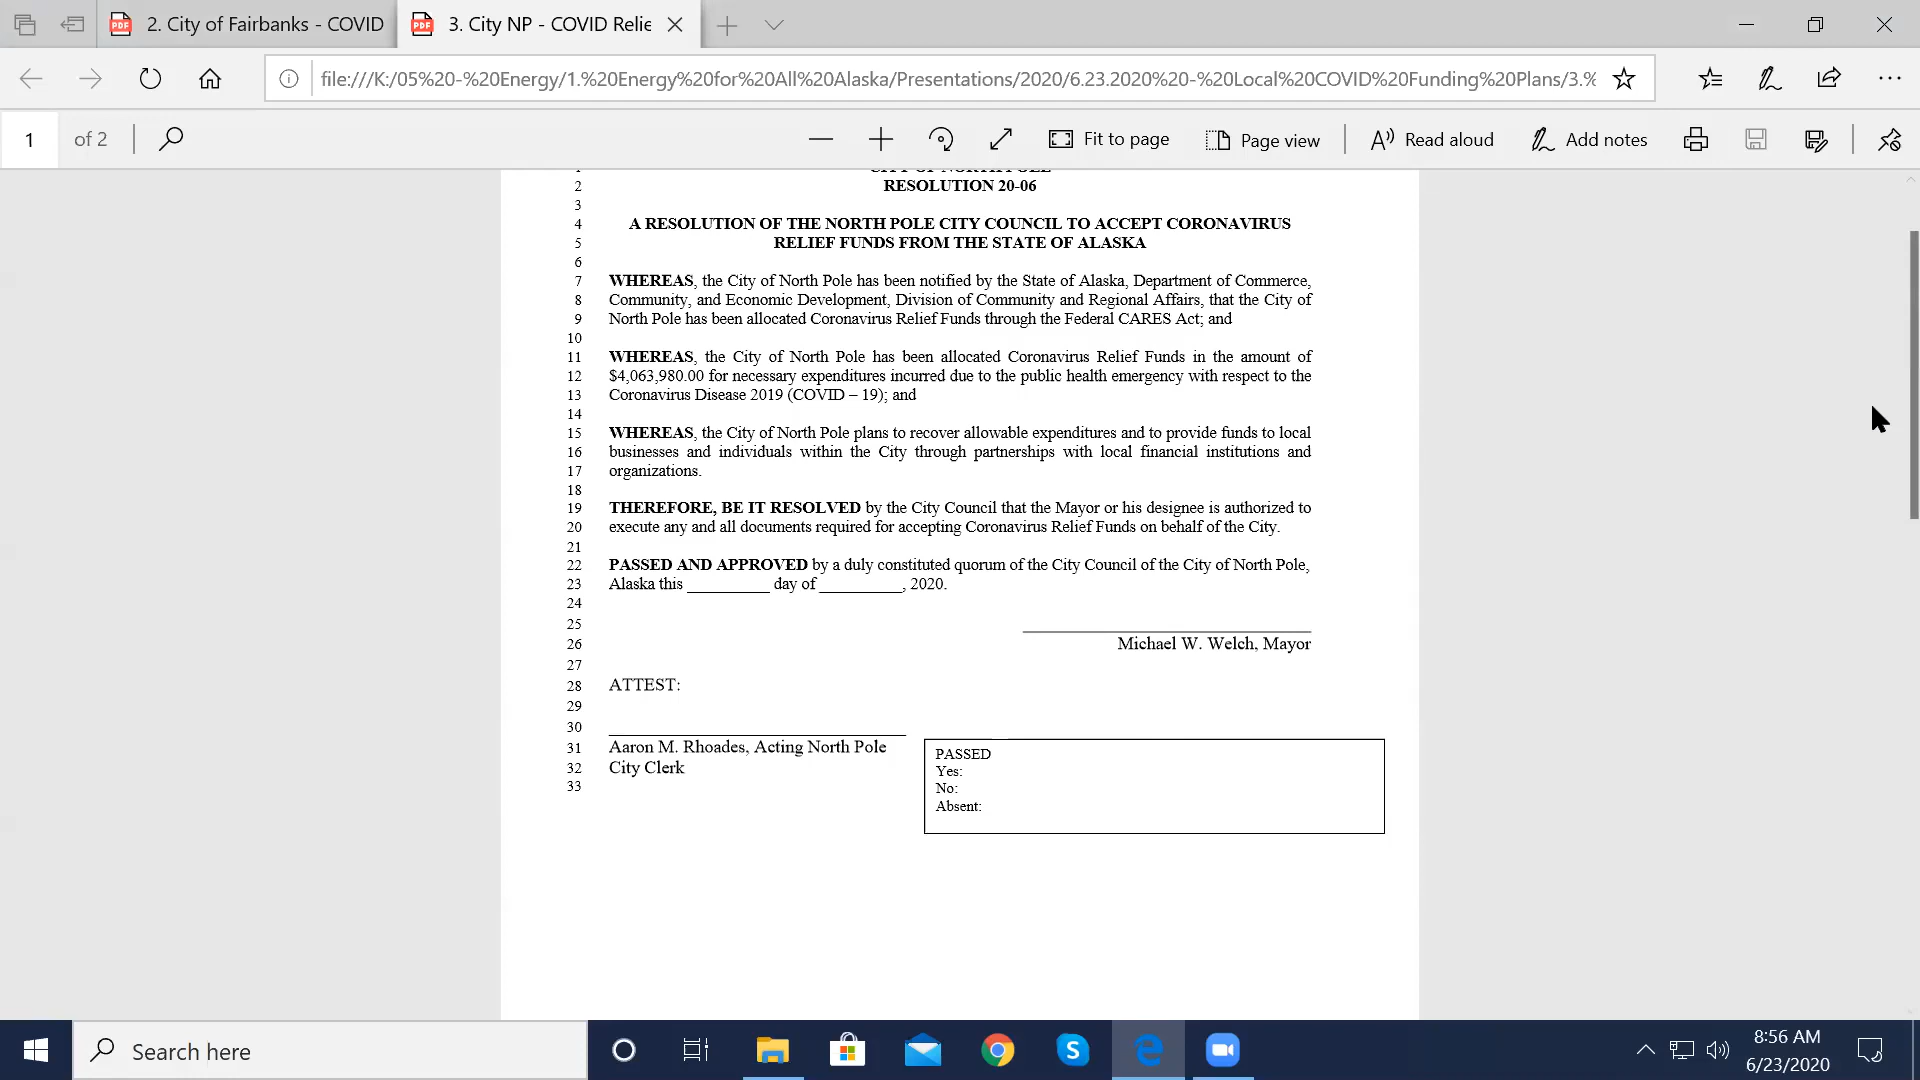 2. City of Fairbanks - COVID
3. City NP - COVID Relie
file:///K:/05%20-%20Energy/1.%20Energy%20for%20All%20Alaska/Presentations/2020/6.23.2020%20-%20Local%20COVID%20Funding%20Plans/3.%
1 of 2
Fit to page
Page view
Read aloud
Add notes
1 CITY OF NORTH POLE
2 RESOLUTION 20-06
3
4 A RESOLUTION OF THE NORTH POLE CITY COUNCIL TO ACCEPT CORONAVIRUS
5 RELIEF FUNDS FROM THE STATE OF ALASKA
6
7 WHEREAS, the City of North Pole has been notified by the State of Alaska, Department of Commerce,
8 Community, and Economic Development, Division of Community and Regional Affairs, that the City of
9 North Pole has been allocated Coronavirus Relief Funds through the Federal CARES Act; and
10
11 WHEREAS, the City of North Pole has been allocated Coronavirus Relief Funds in the amount of
12 $4,063,980.00 for necessary expenditures incurred due to the public health emergency with respect to the
13 Coronavirus Disease 2019 (COVID – 19); and
14
15 WHEREAS, the City of North Pole plans to recover allowable expenditures and to provide funds to local
16 businesses and individuals within the City through partnerships with local financial institutions and
17 organizations.
18
19 THEREFORE, BE IT RESOLVED by the City Council that the Mayor or his designee is authorized to
20 execute any and all documents required for accepting Coronavirus Relief Funds on behalf of the City.
21
22 PASSED AND APPROVED by a duly constituted quorum of the City Council of the City of North Pole,
23 Alaska this __________ day of __________, 2020.
24
25
26 Michael W. Welch, Mayor
27
28 ATTEST:
29
30
31 Aaron M. Rhoades, Acting North Pole
32 City Clerk
33
PASSED
Yes:
No:
Absent:
Search here
8:56 AM
6/23/2020